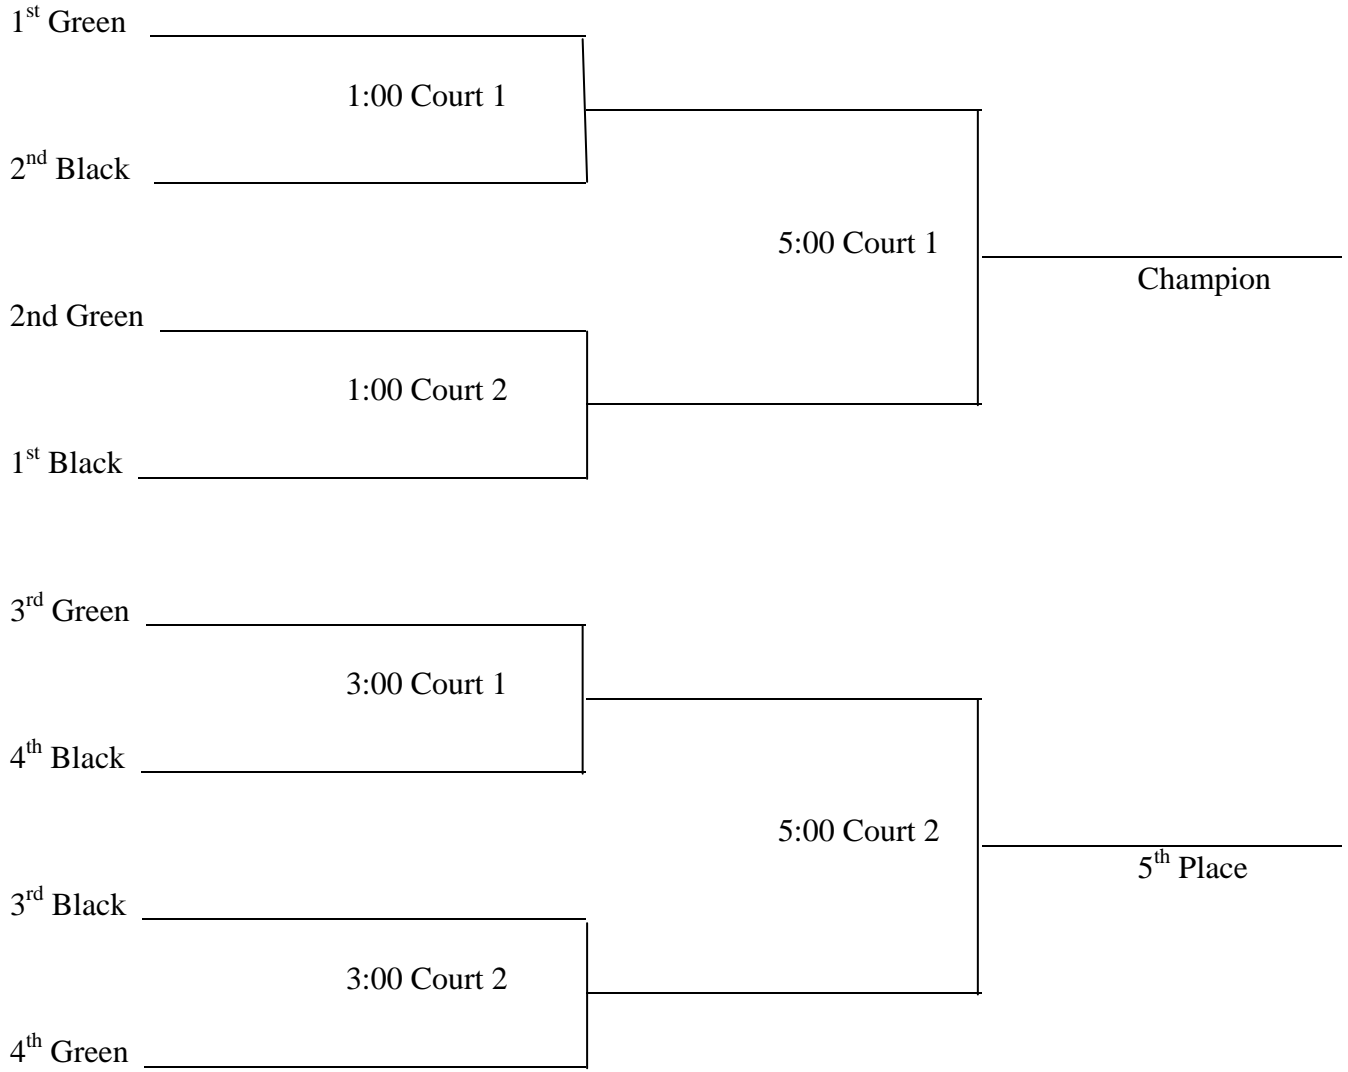 1st Green
1:00 Court 1
2nd Black
5:00 Court 1
Champion
2nd Green
1:00 Court 2
1st Black
3rd Green
3:00 Court 1
4th Black
5:00 Court 2
5th Place
3rd Black
3:00 Court 2
4th Green